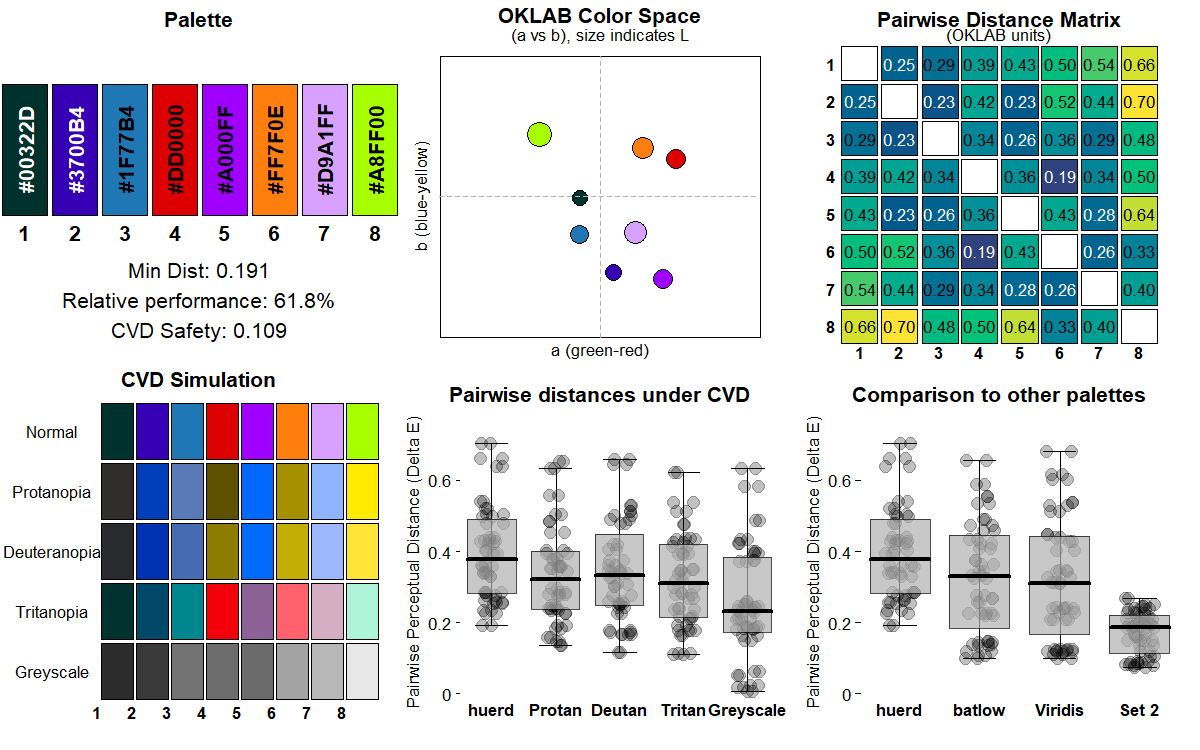 Palette
#00322D
#3700B4
#1F77B4
#DD0000
#A000FF
#FF7F0E
#D9A1FF
#A8FF00
1 2 3 4 5 6 7 8
Min Dist: 0.191
Relative performance: 61.8%
CVD Safety: 0.109
OKLAB Color Space
(a vs b), size indicates L
b (blue-yellow)
a (green-red)
Pairwise Distance Matrix
(OKLAB units)
1 0.25 0.29 0.39 0.43 0.50 0.54 0.66
2 0.25 0.23 0.42 0.23 0.52 0.44 0.70
3 0.29 0.23 0.34 0.26 0.36 0.29 0.48
4 0.39 0.42 0.34 0.36 0.19 0.34 0.50
5 0.43 0.23 0.26 0.36 0.43 0.28 0.64
6 0.50 0.52 0.36 0.19 0.43 0.26 0.33
7 0.54 0.44 0.29 0.34 0.28 0.26 0.40
8 0.66 0.70 0.48 0.50 0.64 0.33 0.40
1 2 3 4 5 6 7 8
CVD Simulation
Normal
Protanopia
Deuteranopia
Tritanopia
Greyscale
1 2 3 4 5 6 7 8
Pairwise distances under CVD
Pairwise Perceptual Distance (Delta E)
0.6
0.4
0.2
0
huerd Protan Deutan Tritan Greyscale
Comparison to other palettes
Pairwise Perceptual Distance (Delta E)
0.6
0.4
0.2
0
huerd batlow Viridis Set 2